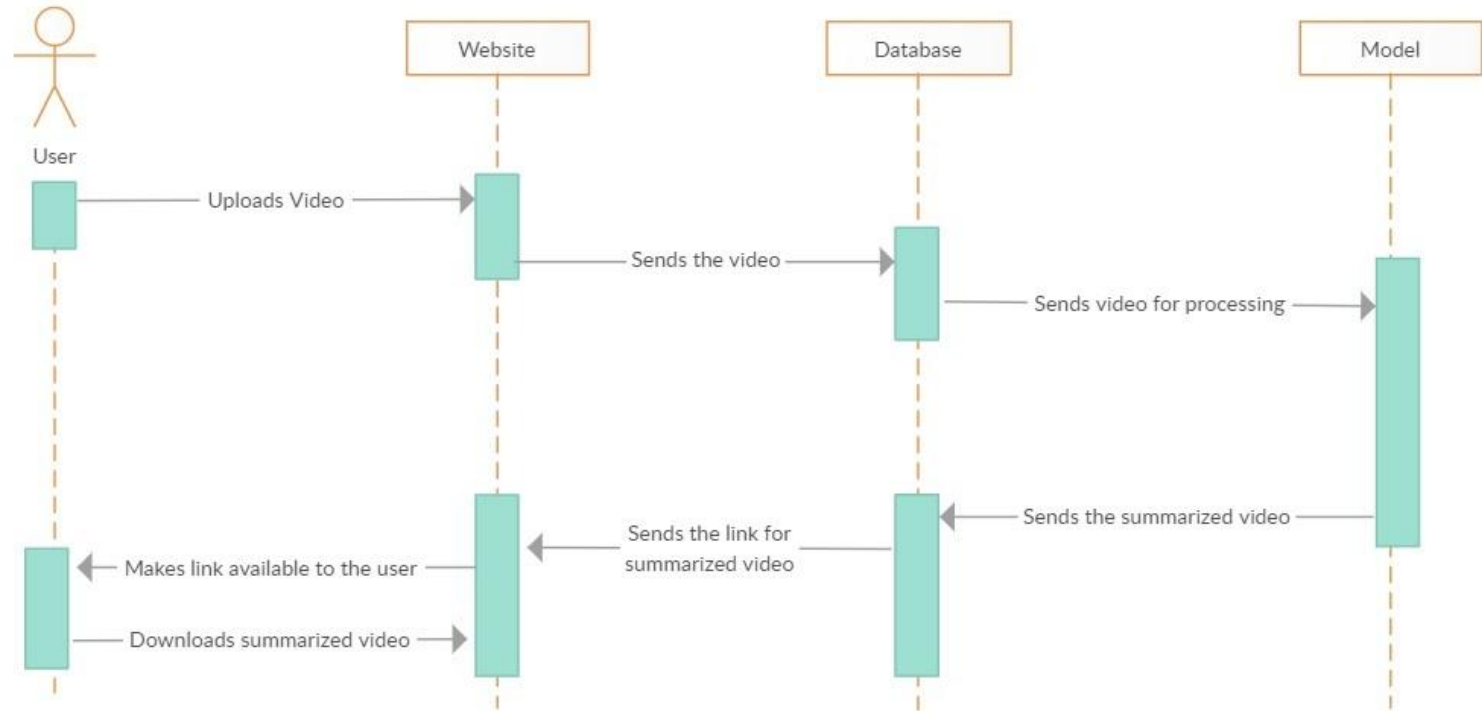 Website
Database
Model
User
Uploads Video
Sends the video
Sends video for processing
Sends the summarized video
Sends the link for
summarized video
Makes link available to the user
Downloads summarized video